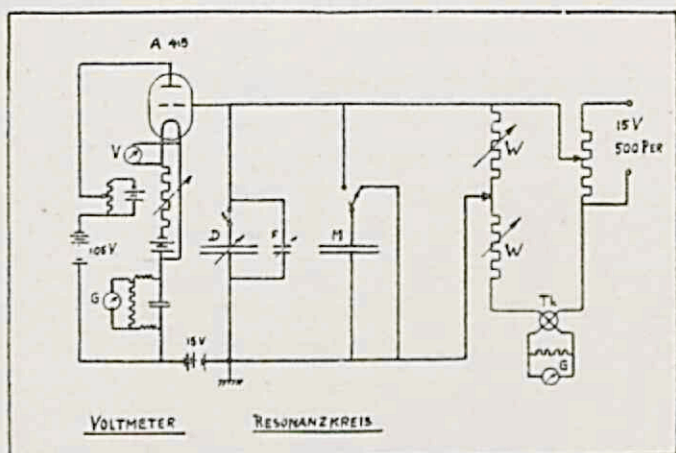 A 415
V
105 V
G
15 V
D
F
M
W
W
15 V
500 PER
Th
G
VOLTMETER
RESONANZKREIS